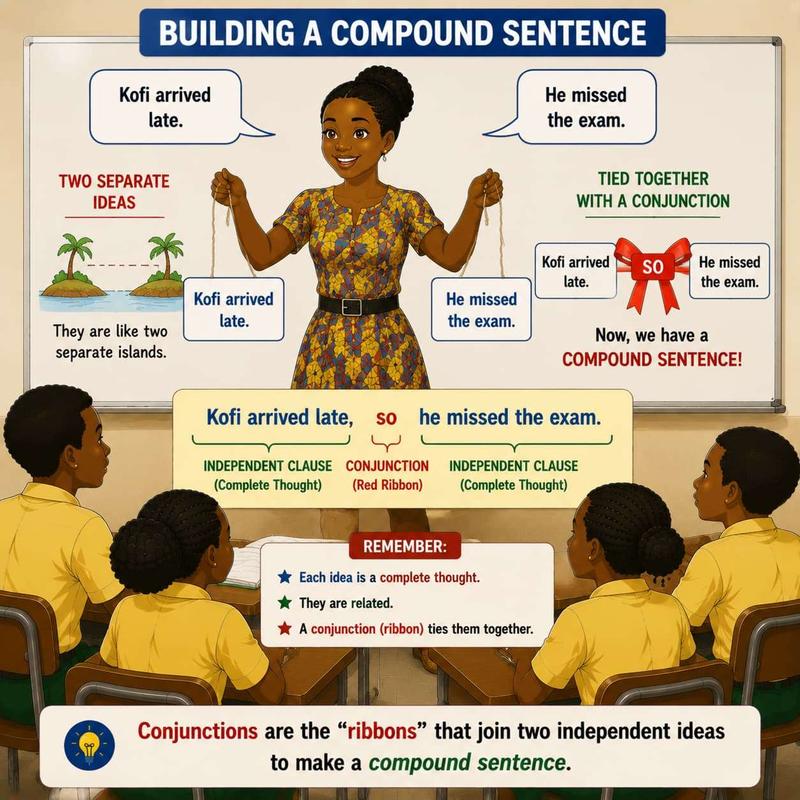 BUILDING A COMPOUND SENTENCE
Kofi arrived
late.
He missed
the exam.
TWO SEPARATE
IDEAS
They are like two
separate islands.
Kofi arrived
late.
He missed
the exam.
TIED TOGETHER
WITH A CONJUNCTION
Kofi arrived
late.
SO
He missed
the exam.
Now, we have a
COMPOUND SENTENCE!
Kofi arrived late, so he missed the exam.
INDEPENDENT CLAUSE
(Complete Thought)
CONJUNCTION
(Red Ribbon)
INDEPENDENT CLAUSE
(Complete Thought)
REMEMBER:
Each idea is a complete thought.
They are related.
A conjunction (ribbon) ties them together.
Conjunctions are the “ribbons” that join two independent ideas
to make a compound sentence.